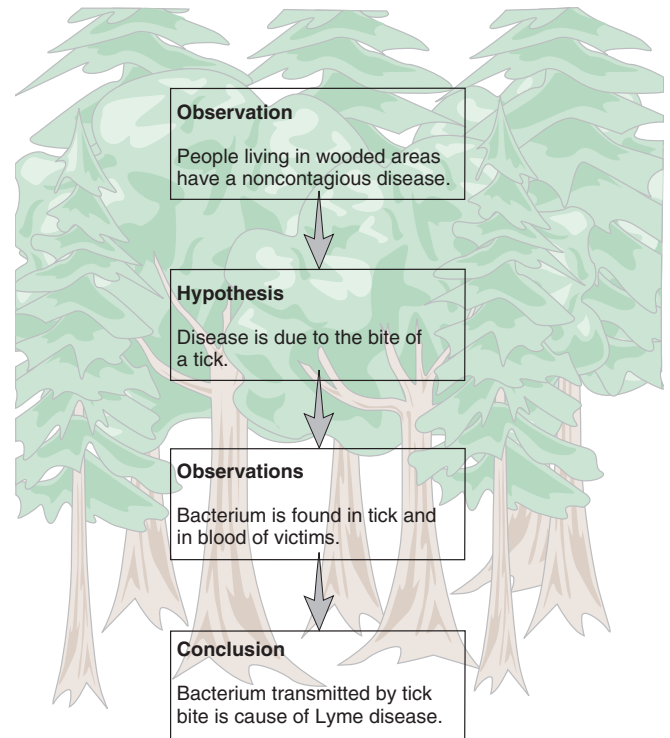 Observation
People living in wooded areas
have a noncontagious disease.
Hypothesis
Disease is due to the bite of
a tick.
Observations
Bacterium is found in tick and
in blood of victims.
Conclusion
Bacterium transmitted by tick
bite is cause of Lyme disease.